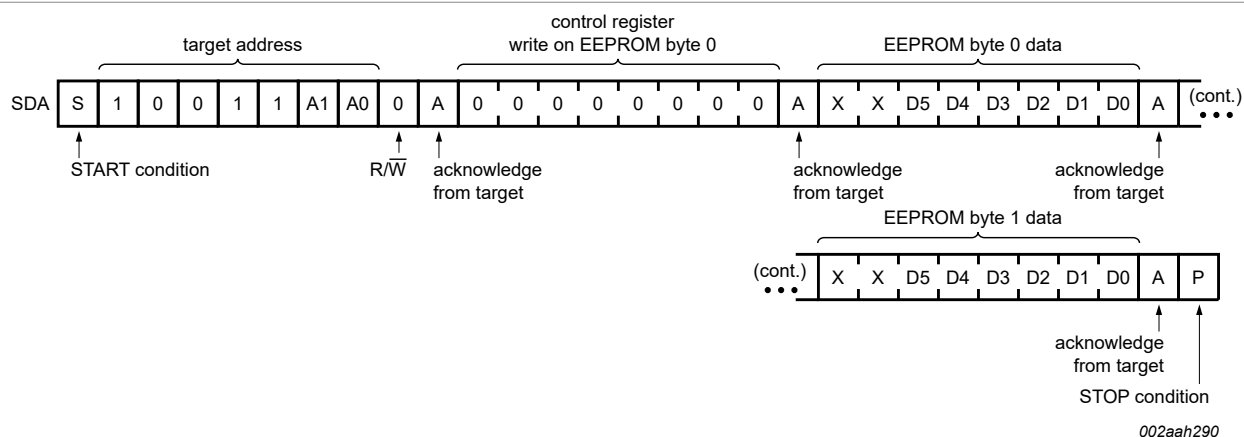 control register
target address write on EEPROM byte 0 EEPROM byte 0 data
SDA S 1 0 0 1 1 A1 A0 0 A 0 0 0 0 0 0 0 0 A X X D5 D4 D3 D2 D1 D0 A (cont.) •••
START condition R/W̅ acknowledge from target acknowledge from target acknowledge from target
EEPROM byte 1 data
(cont.) ••• X X D5 D4 D3 D2 D1 D0 A P
acknowledge
from target
STOP condition
002aah290